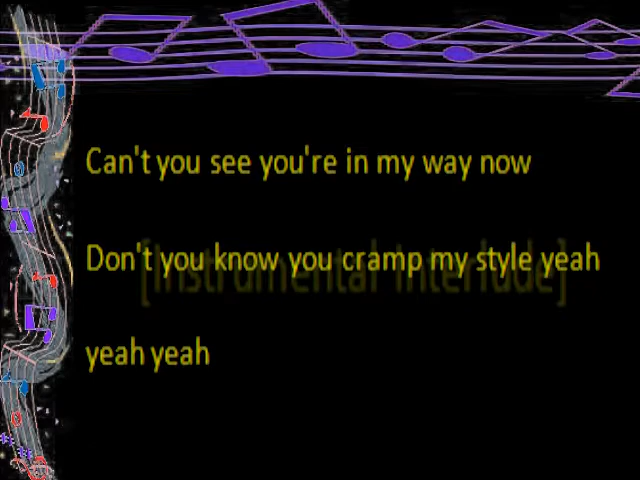 Can't you see you're in my way now
Don't you know you cramp my style yeah
[Instrumental Interlude]
yeah yeah